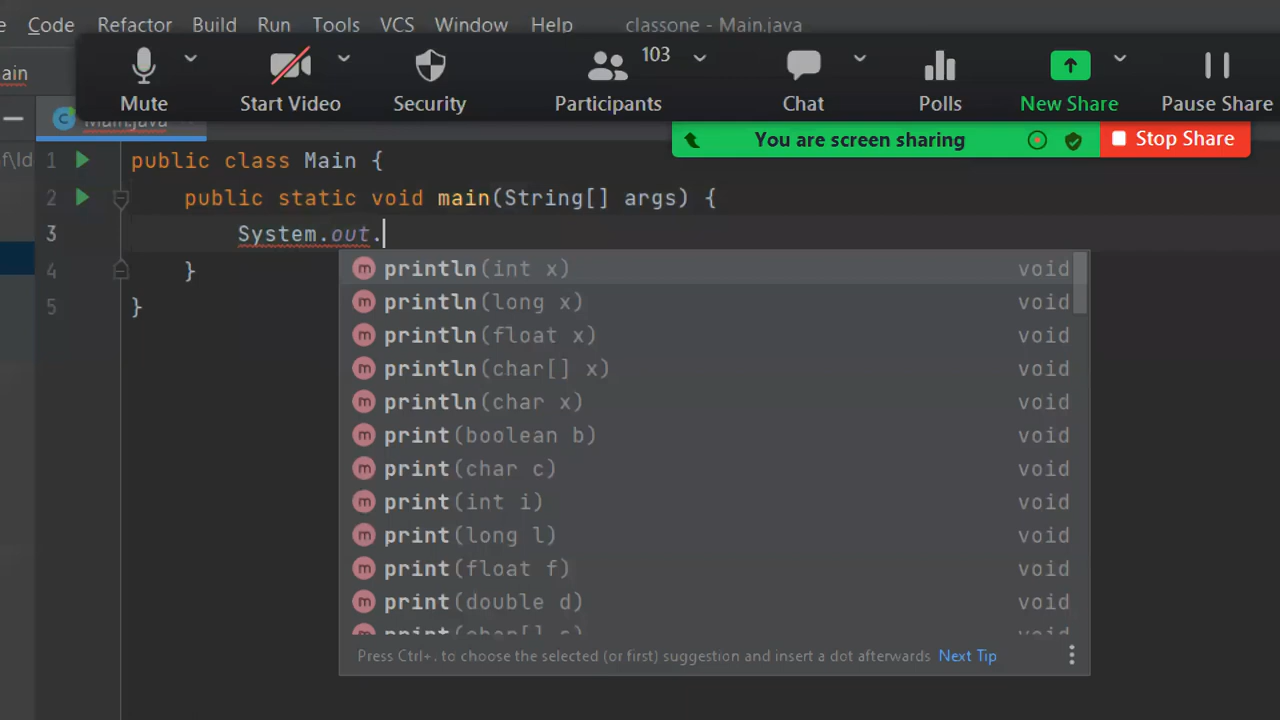 Code Refactor Build Run Tools VCS Window Help classone - Main.java
103
Mute Start Video Security Participants Chat Polls New Share Pause Share
Main.java
You are screen sharing Stop Share
1 public class Main {
2 public static void main(String[] args) {
3 System.out.
4 }
5 }
println(int x) void
println(long x) void
println(float x) void
println(char[] x) void
println(char x) void
print(boolean b) void
print(char c) void
print(int i) void
print(long l) void
print(float f) void
print(double d) void
print(char[] s) void
Press Ctrl+. to choose the selected (or first) suggestion and insert a dot afterwards Next Tip